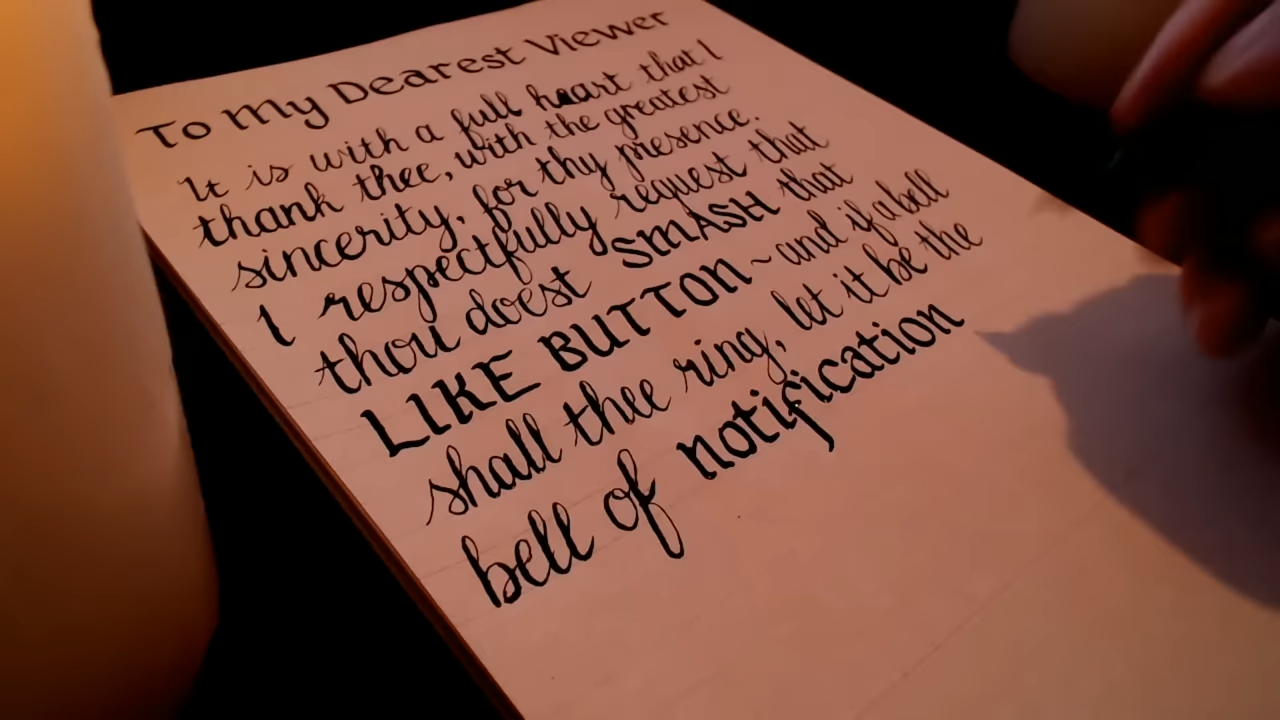 To My Dearest Viewer
It is with a full heart that I
thank thee, with the greatest
sincerity, for thy presence.
I respectfully request that
thou doest SMASH that
LIKE BUTTON ~ and if a bell
shall thee ring, let it be the
bell of notification